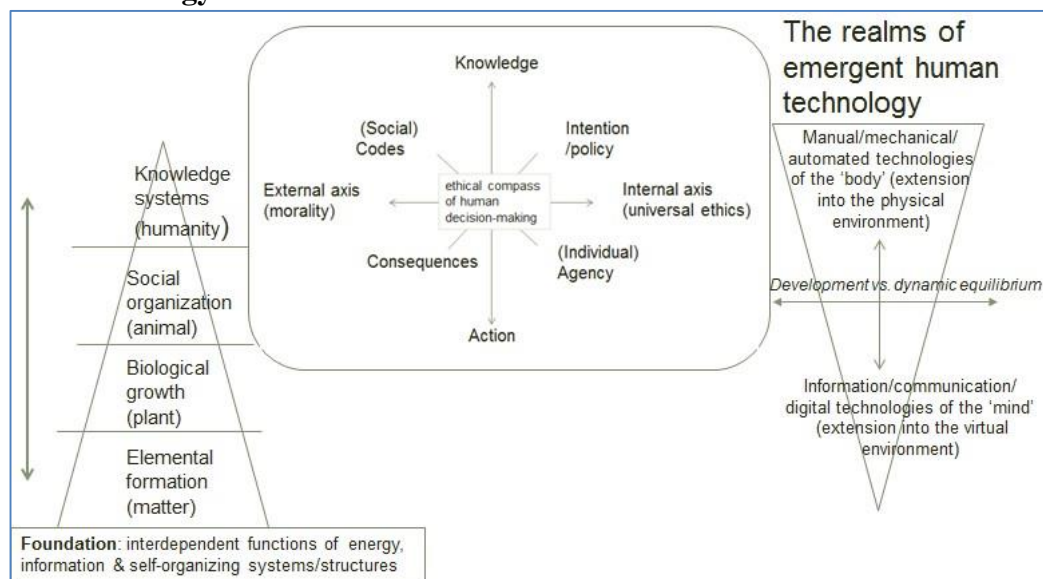 The realms of
emergent human
technology
Knowledge
systems
(humanity)
Social
organization
(animal)
Biological
growth
(plant)
Elemental
formation
(matter)
Foundation: interdependent functions of energy,
information & self-organizing systems/structures
Knowledge
(Social)
Codes
Intention
/policy
External axis
(morality)
ethical compass
of human
decision-making
Internal axis
(universal ethics)
Consequences
(Individual)
Agency
Action
Manual/mechanical/
automated technologies
of the 'body' (extension
into the physical
environment)
Development vs. dynamic equilibrium
Information/communication/
digital technologies of the 'mind'
(extension into the virtual
environment)